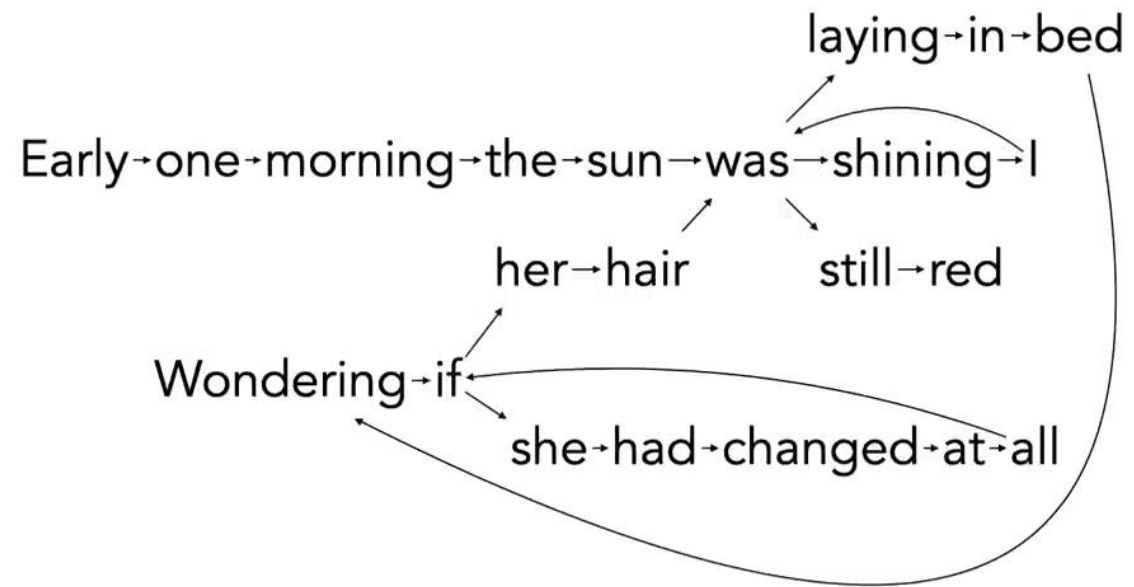 laying→in→bed
Early→one→morning→the→sun→was→shining→I
her→hair still→red
Wondering→if
she→had→changed→at→all